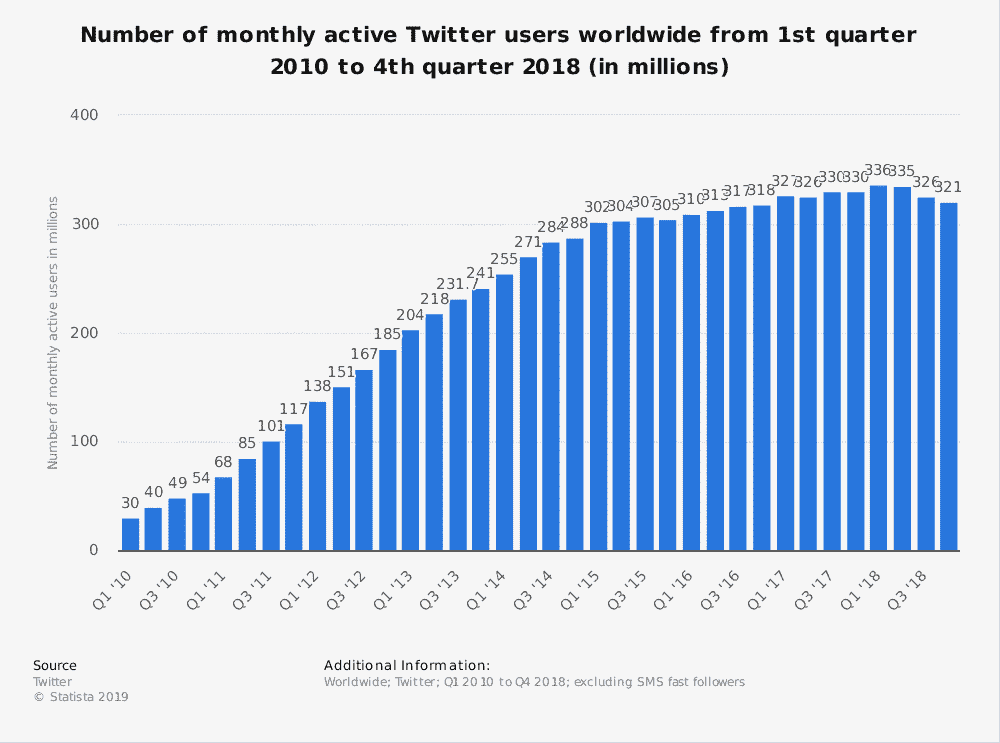 Number of monthly active Twitter users worldwide from 1st quarter
2010 to 4th quarter 2018 (in millions)
Number of monthly active users in millions
400
300
200
100
0
30
40
49
54
68
85
101
117
138
151
167
185
204
218
231.7
241
255
271
284
288
302
304
307
305
310
313
317
318
327
326
330
330
336
335
326
321
Q1 '10
Q3 '10
Q1 '11
Q3 '11
Q1 '12
Q3 '12
Q1 '13
Q3 '13
Q1 '14
Q3 '14
Q1 '15
Q3 '15
Q1 '16
Q3 '16
Q1 '17
Q3 '17
Q1 '18
Q3 '18
Source
Twitter
© Statista 2019
Additional Information:
Worldwide; Twitter; Q1 2010 to Q4 2018; excluding SMS fast followers